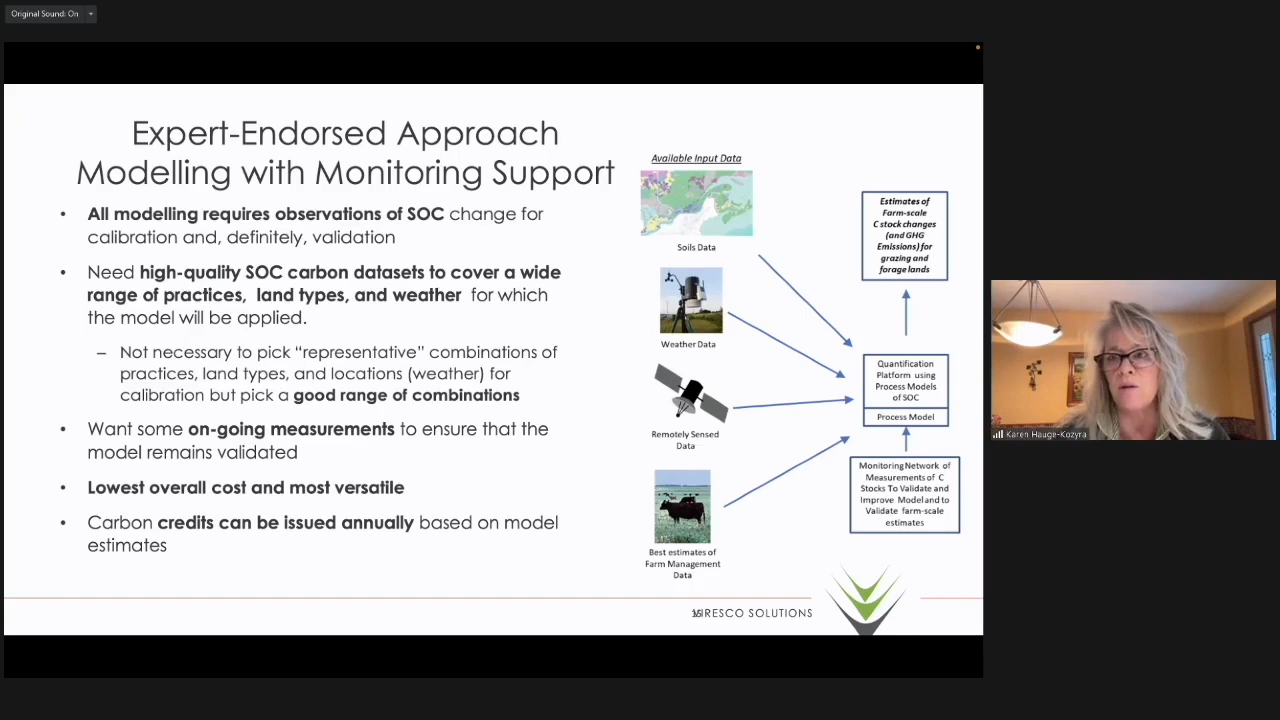 Original Sound: On
Expert-Endorsed Approach
Modelling with Monitoring Support
• All modelling requires observations of SOC change for
calibration and, definitely, validation
• Need high-quality SOC carbon datasets to cover a wide
range of practices, land types, and weather for which
the model will be applied.
– Not necessary to pick “representative” combinations of
practices, land types, and locations (weather) for
calibration but pick a good range of combinations
• Want some on-going measurements to ensure that the
model remains validated
• Lowest overall cost and most versatile
• Carbon credits can be issued annually based on model
estimates
Available Input Data
Soils Data
Weather Data
Remotely Sensed
Data
Best estimates of
Farm Management
Data
Estimates of
Farm-scale
C stock changes
(and GHG
Emissions) for
grazing and
forage lands
Quantification
Platform using
Process Models
of SOC
Process Model
Monitoring Network of
Measurements of C
Stocks To Validate and
Improve Model and to
Validate farm-scale
estimates
VIRESCO SOLUTIONS
Karen Hauge-Kozyra